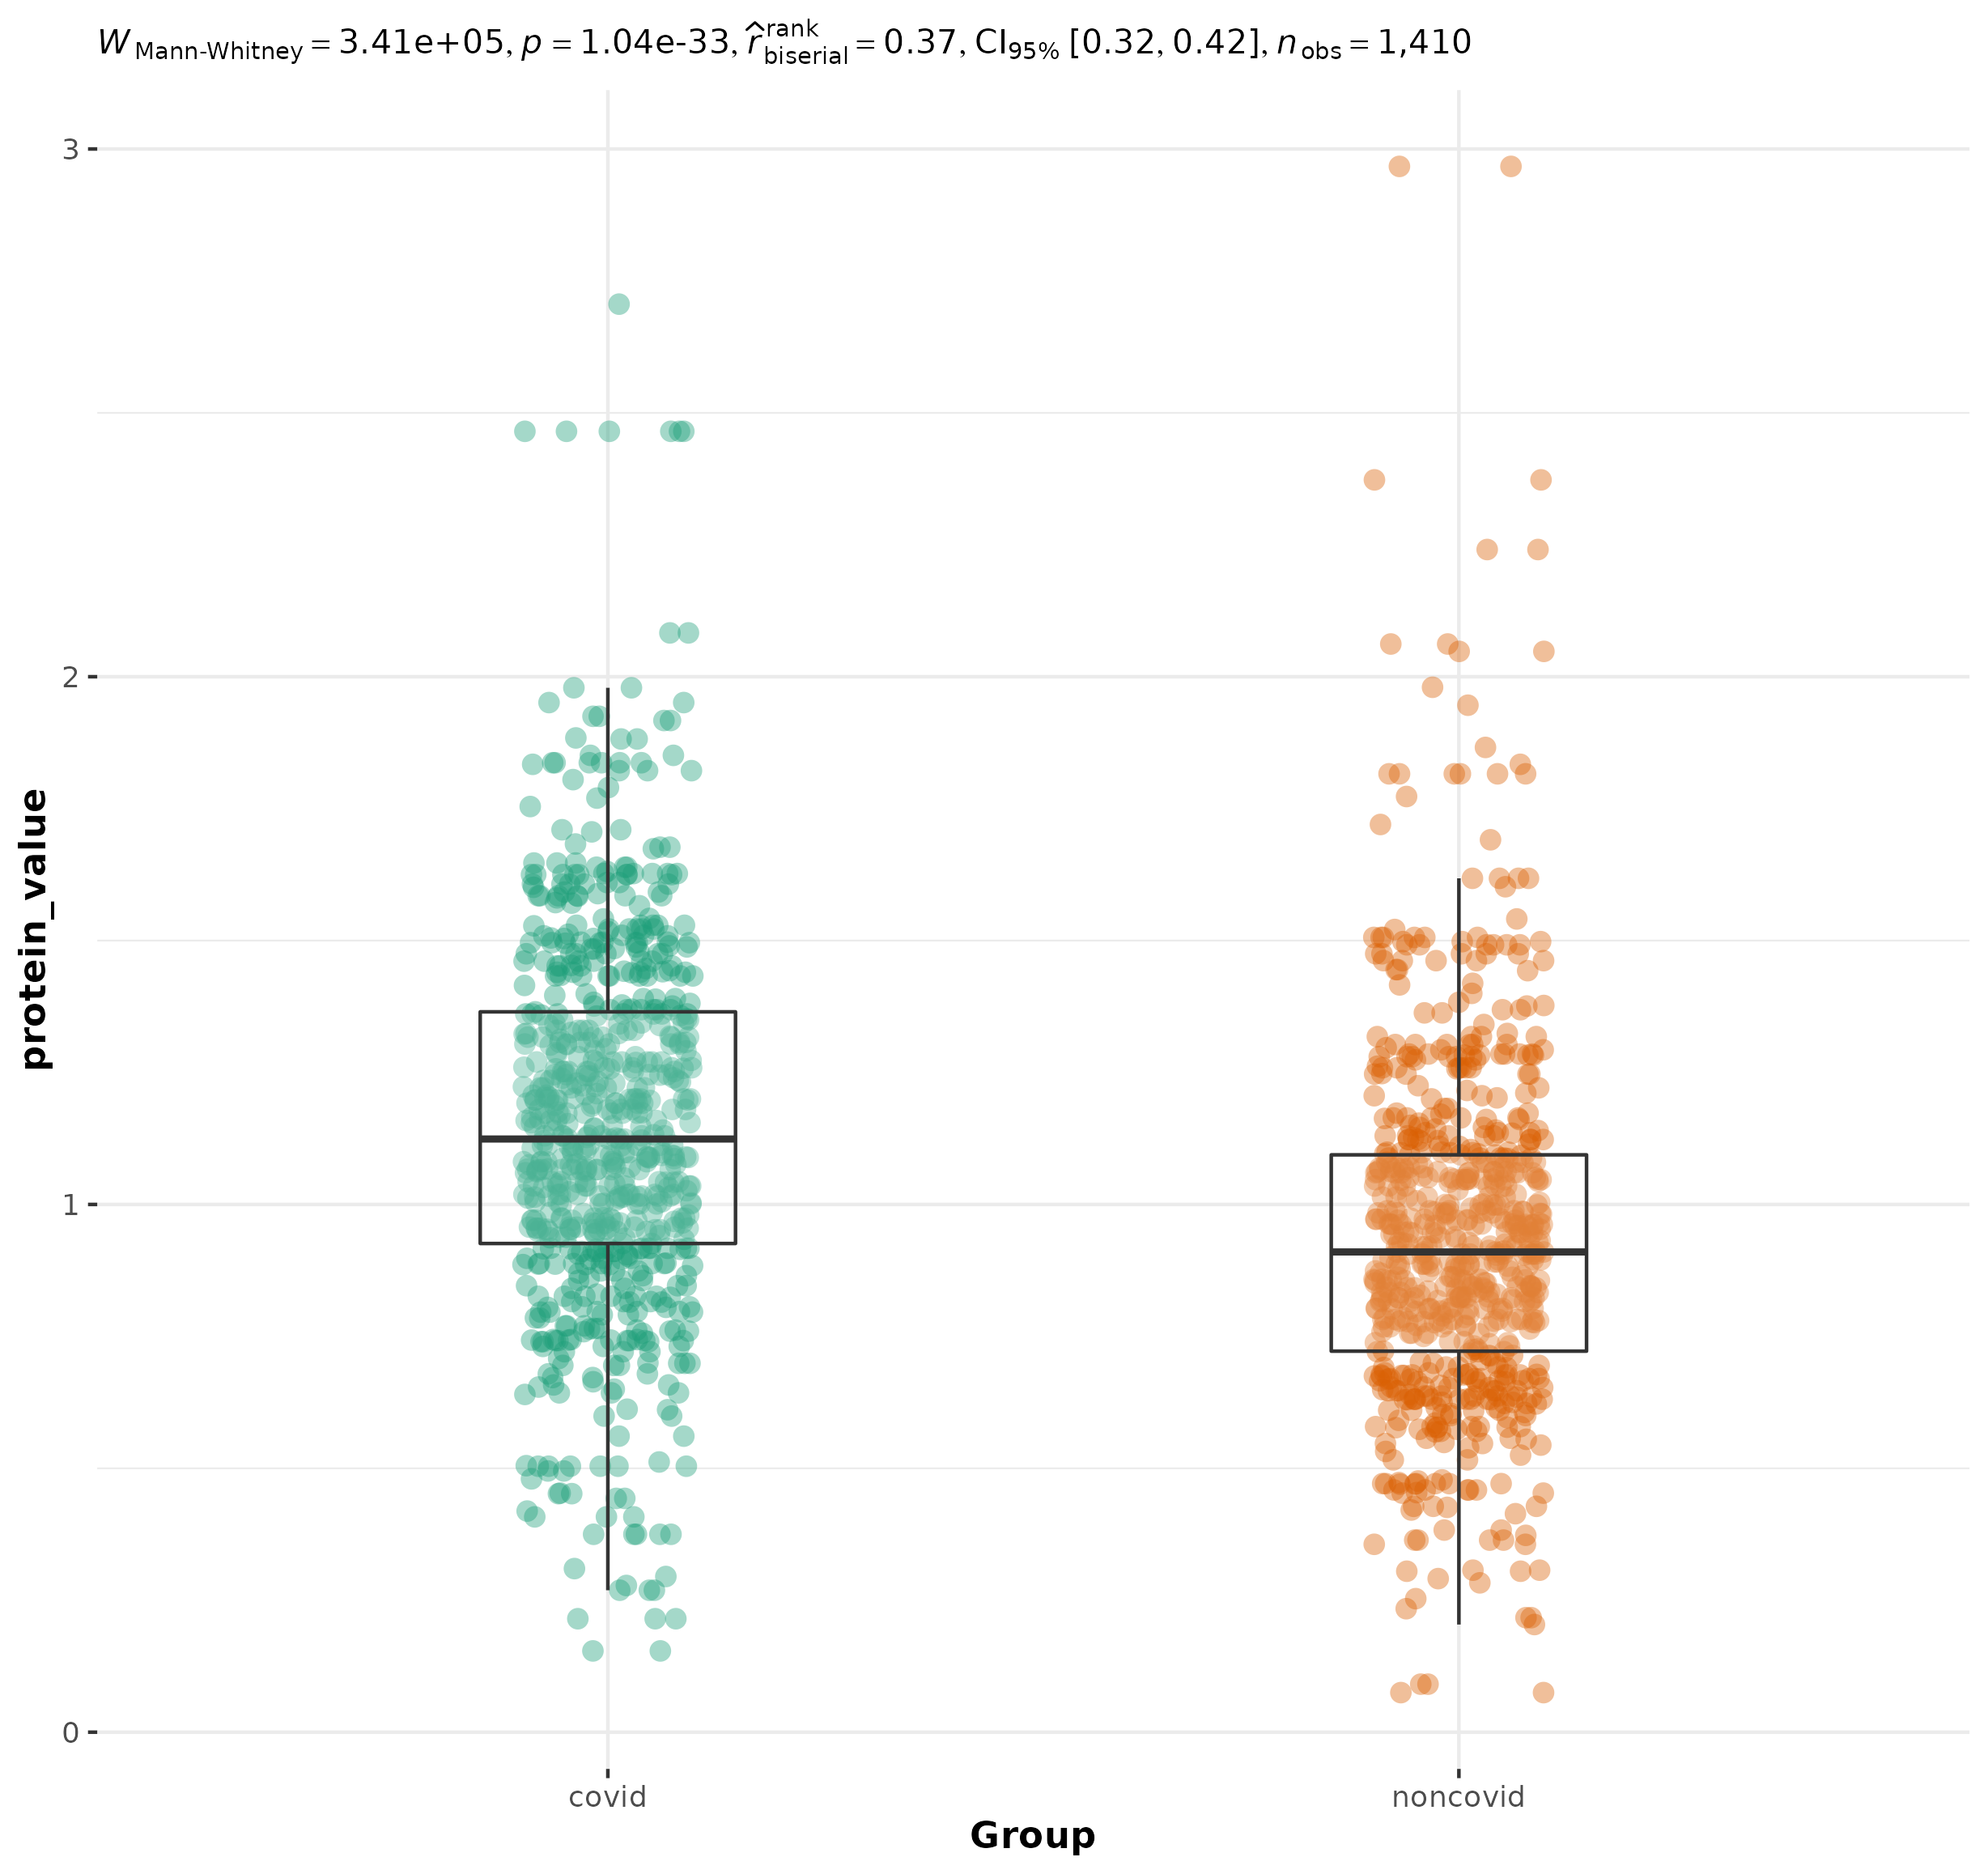 W Mann-Whitney = 3.41e+05, p = 1.04e-33, r̂ rank biserial = 0.37, CI95% [0.32, 0.42], nobs = 1,410
3
2
1
0
protein_value
covid noncovid
Group